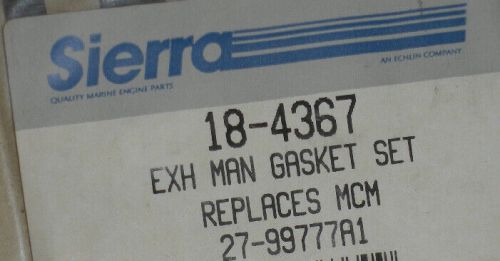 Sierra
QUALITY MARINE ENGINE PARTS
AN ECHLIN COMPANY
18-4367
EXH MAN GASKET SET
REPLACES MCM
27-99777A1